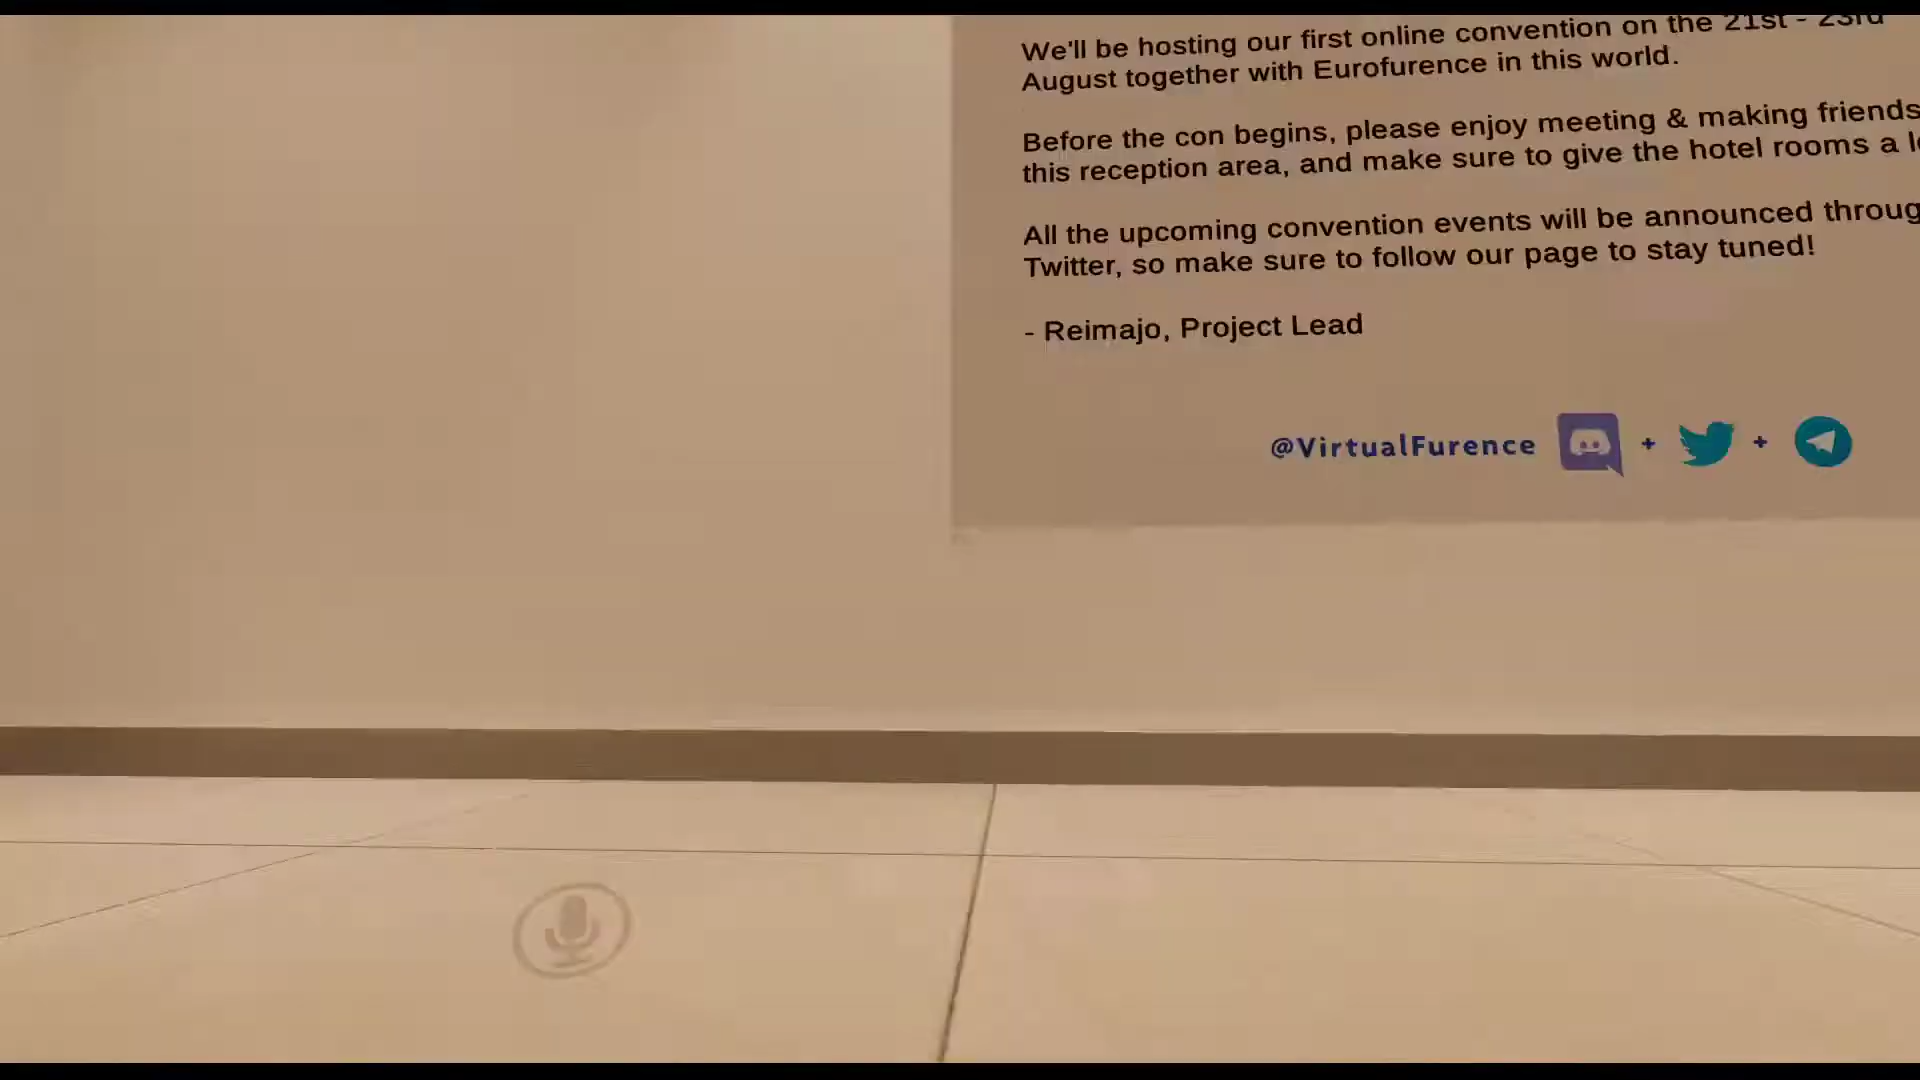 We'll be hosting our first online convention on the 21st - 23rd
August together with Eurofurence in this world.
Before the con begins, please enjoy meeting & making friends
this reception area, and make sure to give the hotel rooms a
All the upcoming convention events will be announced
Twitter, so make sure to follow our page to stay tuned!
- Reimajo, Project Lead
@VirtualFurence + +